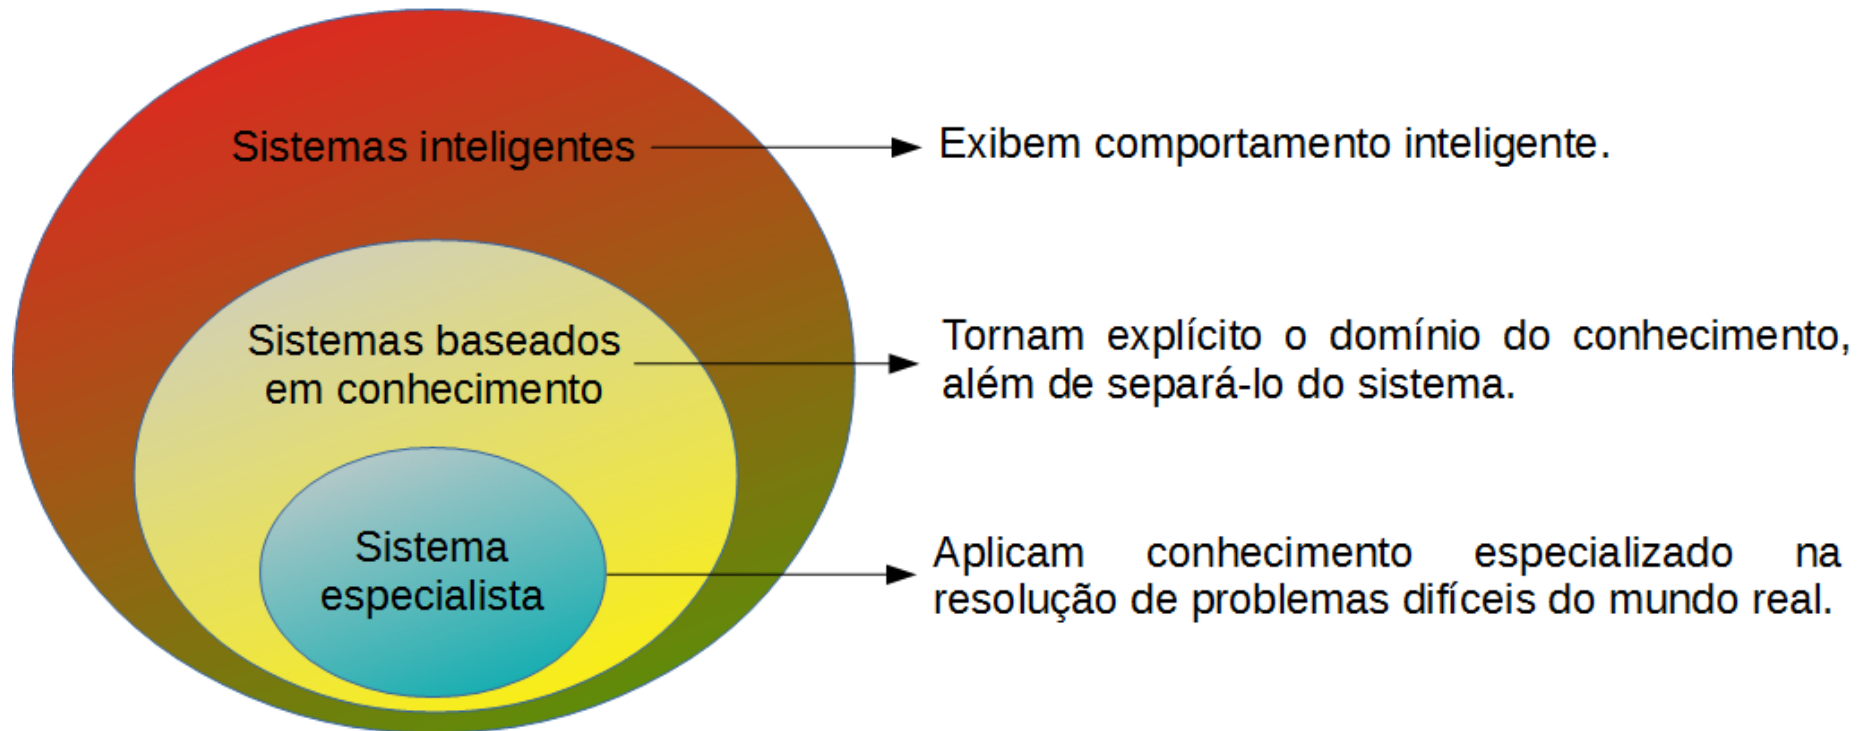 Sistemas inteligentes
Exibem comportamento inteligente.
Sistemas baseados
em conhecimento
Tornam explícito o domínio do conhecimento,
além de separá-lo do sistema.
Sistema
especialista
Aplicam conhecimento especializado na
resolução de problemas difíceis do mundo real.